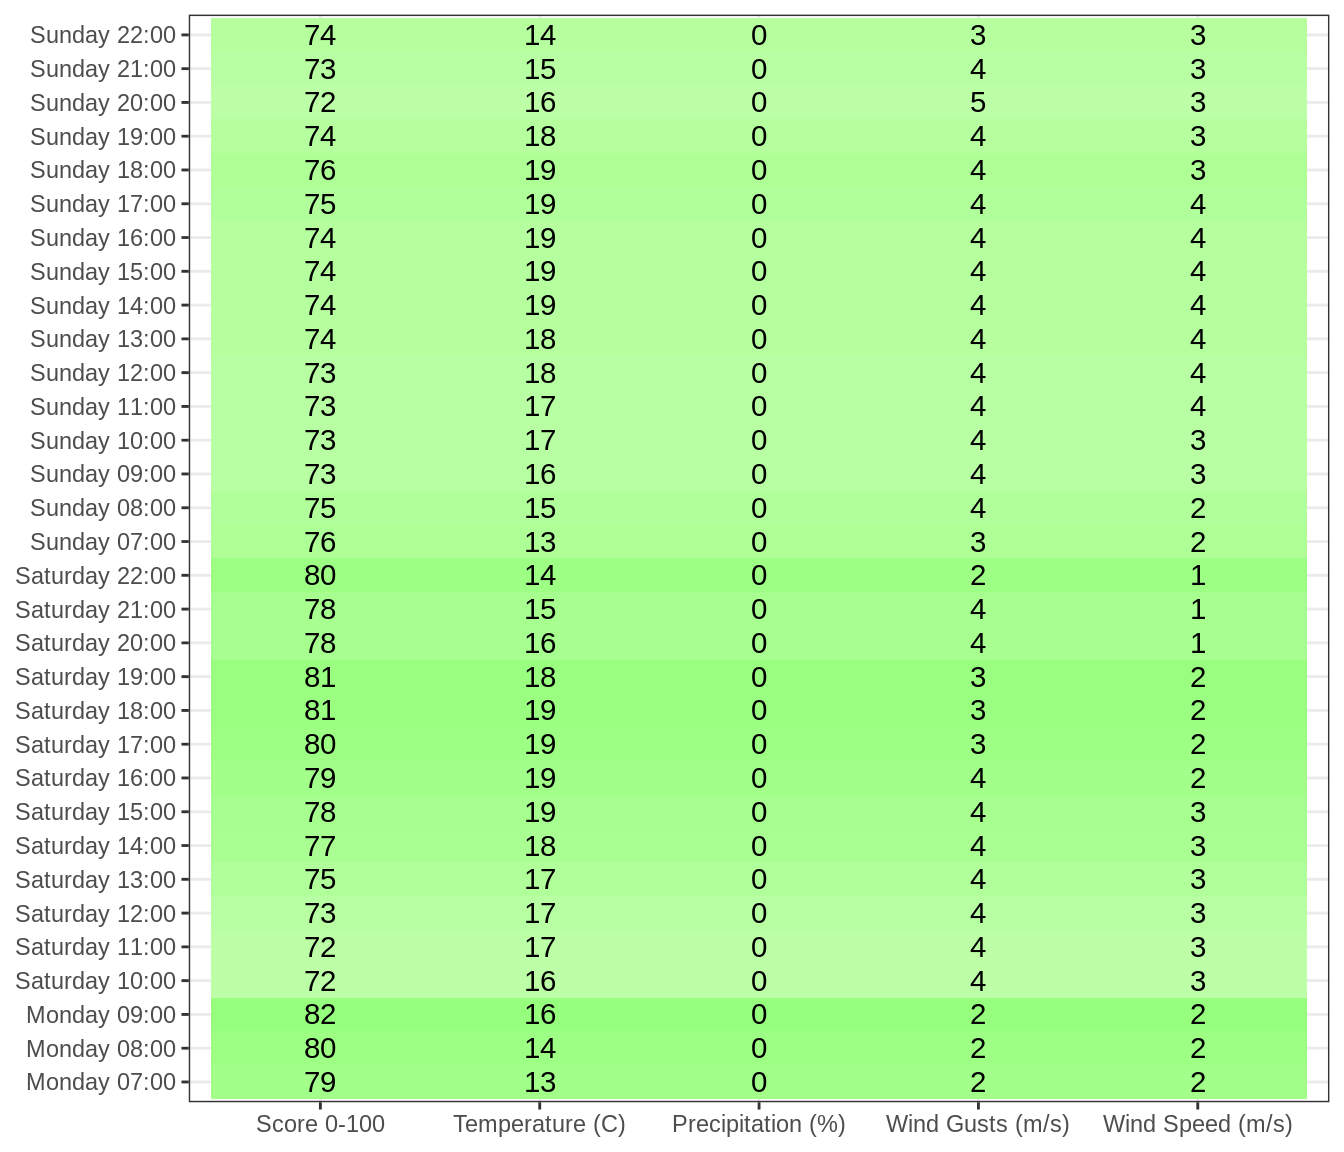 Sunday 22:00 74 14 0 3 3
Sunday 21:00 73 15 0 4 3
Sunday 20:00 72 16 0 5 3
Sunday 19:00 74 18 0 4 3
Sunday 18:00 76 19 0 4 3
Sunday 17:00 75 19 0 4 4
Sunday 16:00 74 19 0 4 4
Sunday 15:00 74 19 0 4 4
Sunday 14:00 74 19 0 4 4
Sunday 13:00 74 18 0 4 4
Sunday 12:00 73 18 0 4 4
Sunday 11:00 73 17 0 4 4
Sunday 10:00 73 17 0 4 3
Sunday 09:00 73 16 0 4 3
Sunday 08:00 75 15 0 4 2
Sunday 07:00 76 13 0 3 2
Saturday 22:00 80 14 0 2 1
Saturday 21:00 78 15 0 4 1
Saturday 20:00 78 16 0 4 1
Saturday 19:00 81 18 0 3 2
Saturday 18:00 81 19 0 3 2
Saturday 17:00 80 19 0 3 2
Saturday 16:00 79 19 0 4 2
Saturday 15:00 78 19 0 4 3
Saturday 14:00 77 18 0 4 3
Saturday 13:00 75 17 0 4 3
Saturday 12:00 73 17 0 4 3
Saturday 11:00 72 17 0 4 3
Saturday 10:00 72 16 0 4 3
Monday 09:00 82 16 0 2 2
Monday 08:00 80 14 0 2 2
Monday 07:00 79 13 0 2 2
Score 0-100 Temperature (C) Precipitation (%) Wind Gusts (m/s) Wind Speed (m/s)